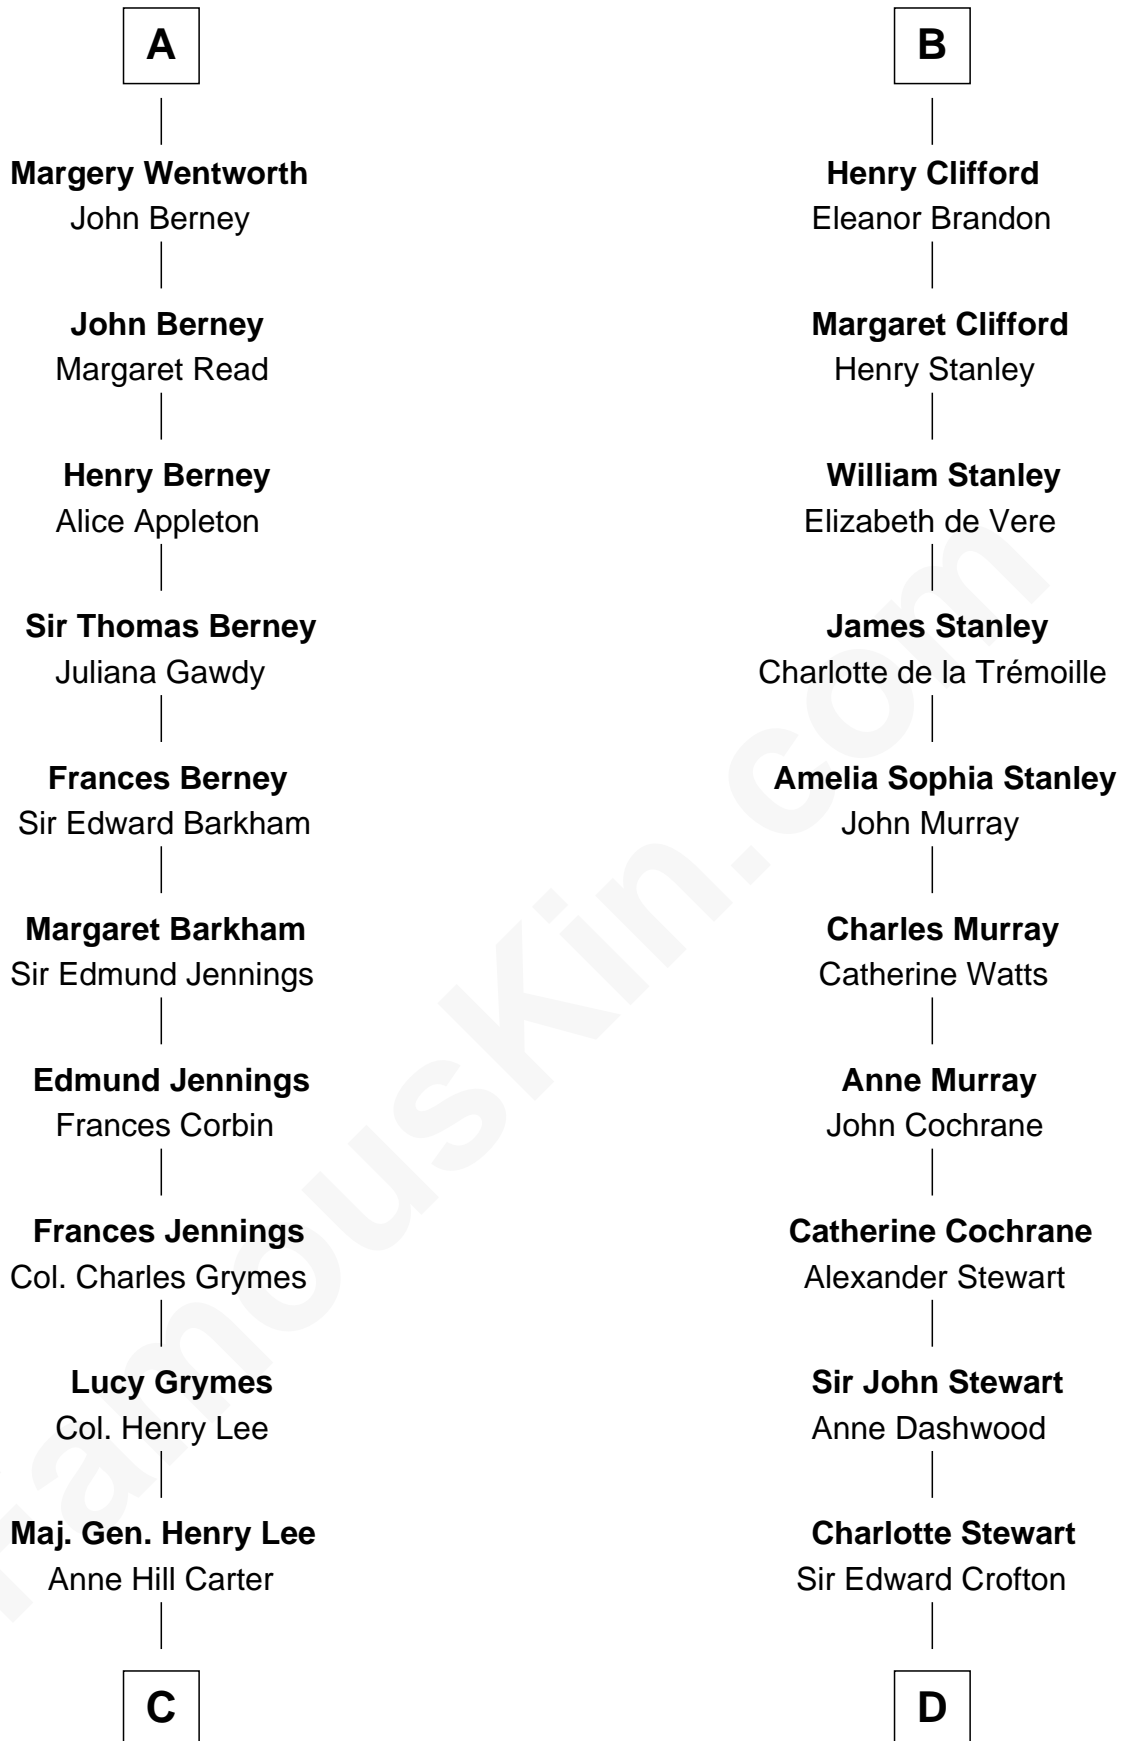 A
Margery Wentworth
John Berney
John Berney
Margaret Read
Henry Berney
Alice Appleton
Sir Thomas Berney
Juliana Gawdy
Frances Berney
Sir Edward Barkham
Margaret Barkham
Sir Edmund Jennings
Edmund Jennings
Frances Corbin
Frances Jennings
Col. Charles Grymes
Lucy Grymes
Col. Henry Lee
Maj. Gen. Henry Lee
Anne Hill Carter
C
B
Henry Clifford
Eleanor Brandon
Margaret Clifford
Henry Stanley
William Stanley
Elizabeth de Vere
James Stanley
Charlotte de la Trémoille
Amelia Sophia Stanley
John Murray
Charles Murray
Catherine Watts
Anne Murray
John Cochrane
Catherine Cochrane
Alexander Stewart
Sir John Stewart
Anne Dashwood
Charlotte Stewart
Sir Edward Crofton
D
FamousKin.com